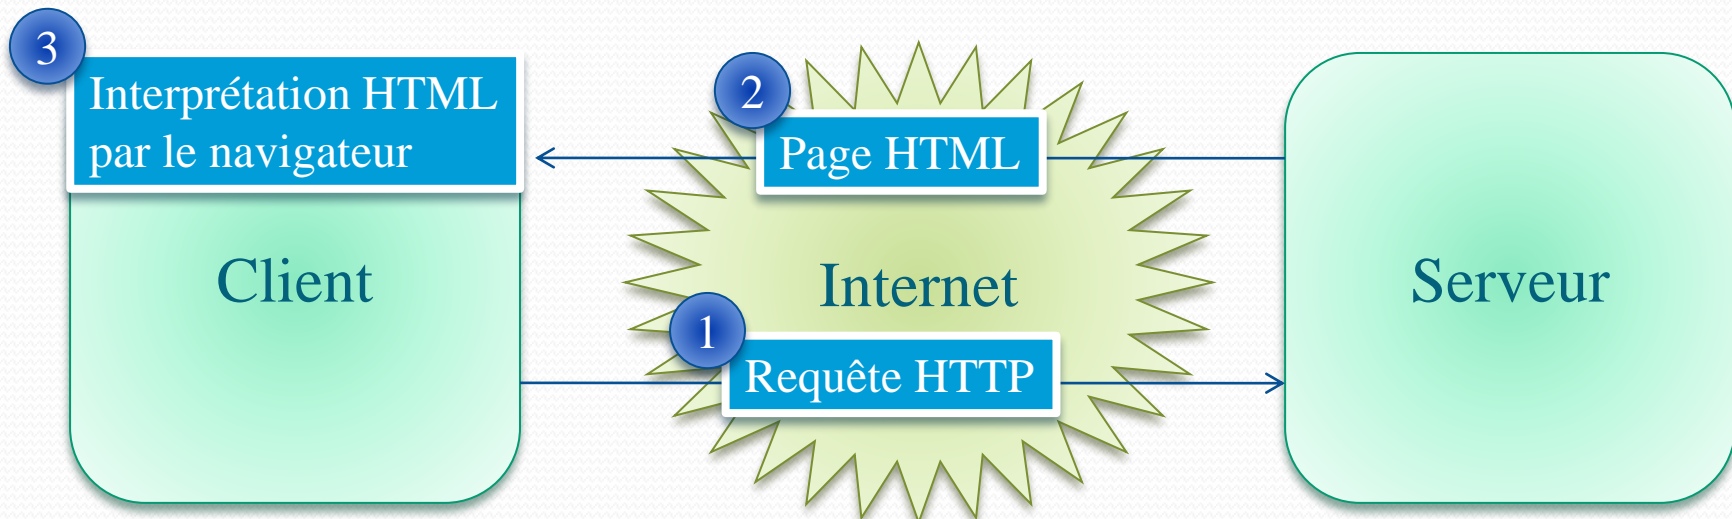 3
Interprétation HTML
par le navigateur
Client
2
Page HTML
Internet
1
Requête HTTP
Serveur